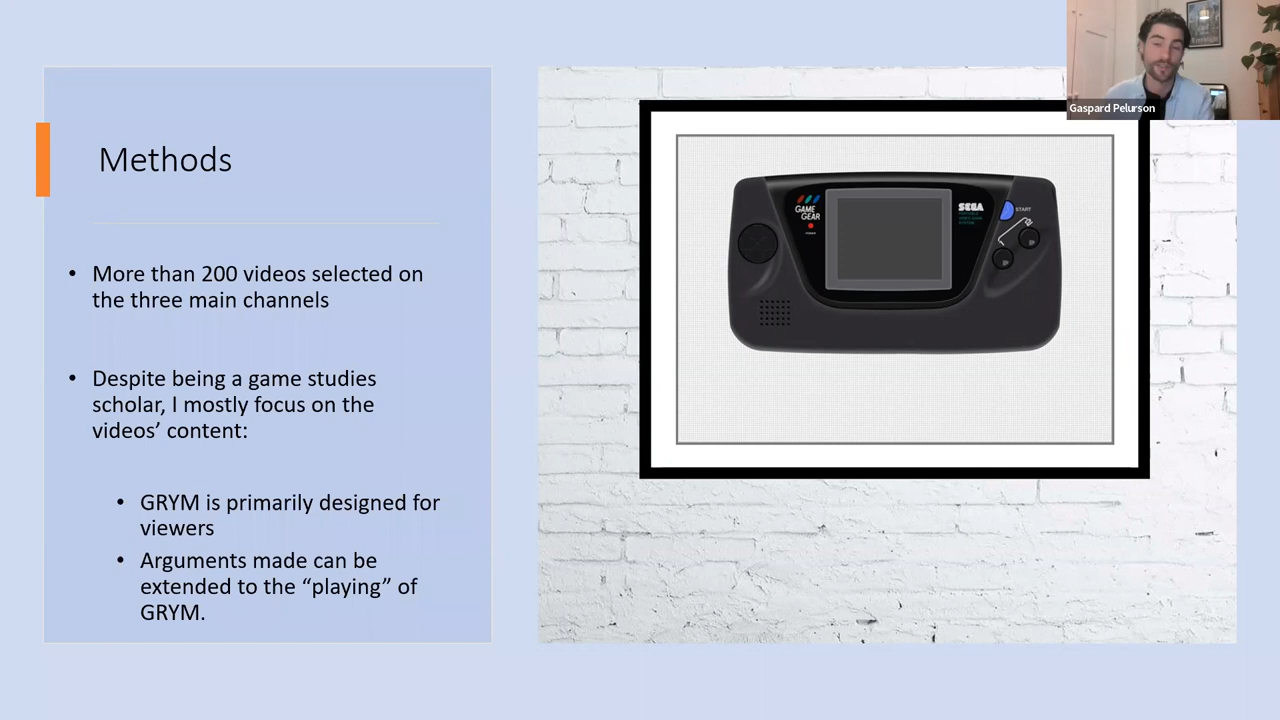 Gaspard Pelurson
Methods
• More than 200 videos selected on
the three main channels
• Despite being a game studies
scholar, I mostly focus on the
videos’ content:
• GRYM is primarily designed for
viewers
• Arguments made can be
extended to the “playing” of
GRYM.
GAME
GEAR
SEGA
START